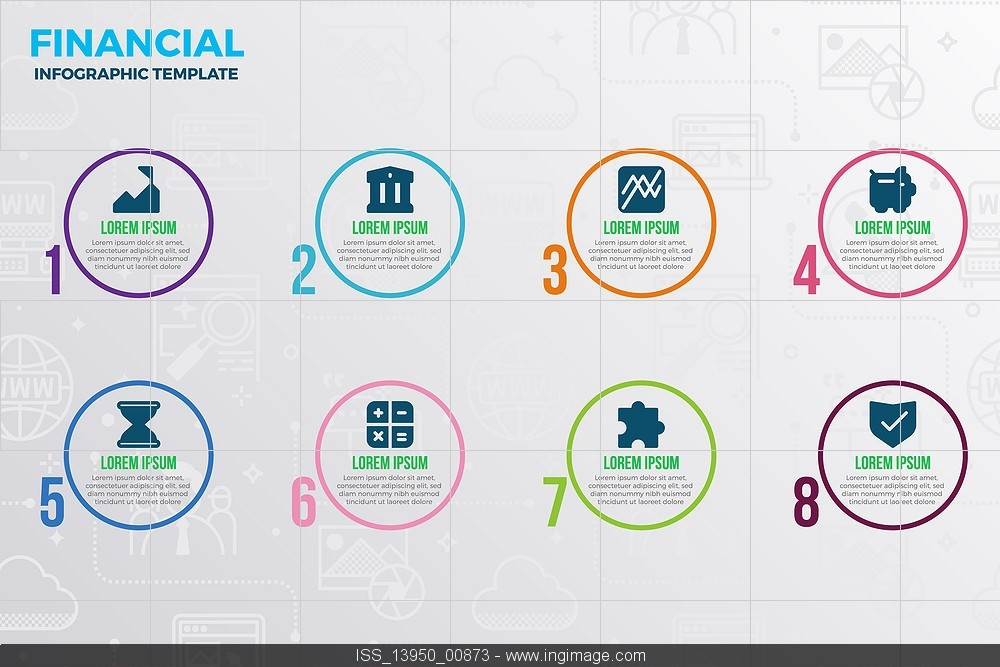 FINANCIAL
INFOGRAPHIC TEMPLATE
1
LOREM IPSUM
Lorem ipsum dolor sit amet,
consectetuer adipiscing elit, sed
diam nonummy nibh euismod
tincidunt ut laoreet dolore
2
LOREM IPSUM
Lorem ipsum dolor sit amet,
consectetuer adipiscing elit, sed
diam nonummy nibh euismod
tincidunt ut laoreet dolore
3
LOREM IPSUM
Lorem ipsum dolor sit amet,
consectetuer adipiscing elit, sed
diam nonummy nibh euismod
tincidunt ut laoreet dolore
4
LOREM IPSUM
Lorem ipsum dolor sit amet,
consectetuer adipiscing elit, sed
diam nonummy nibh euismod
tincidunt ut laoreet dolore
WWW
WWW
WWW
WWW
5
LOREM IPSUM
Lorem ipsum dolor sit amet,
consectetuer adipiscing elit, sed
diam nonummy nibh euismod
tincidunt ut laoreet dolore
6
LOREM IPSUM
Lorem ipsum dolor sit amet,
consectetuer adipiscing elit, sed
diam nonummy nibh euismod
tincidunt ut laoreet dolore
7
LOREM IPSUM
Lorem ipsum dolor sit amet,
consectetuer adipiscing elit, sed
diam nonummy nibh euismod
tincidunt ut laoreet dolore
8
LOREM IPSUM
Lorem ipsum dolor sit amet,
consectetuer adipiscing elit, sed
diam nonummy nibh euismod
tincidunt ut laoreet dolore
ISS_13950_00873 - www.ingimage.com